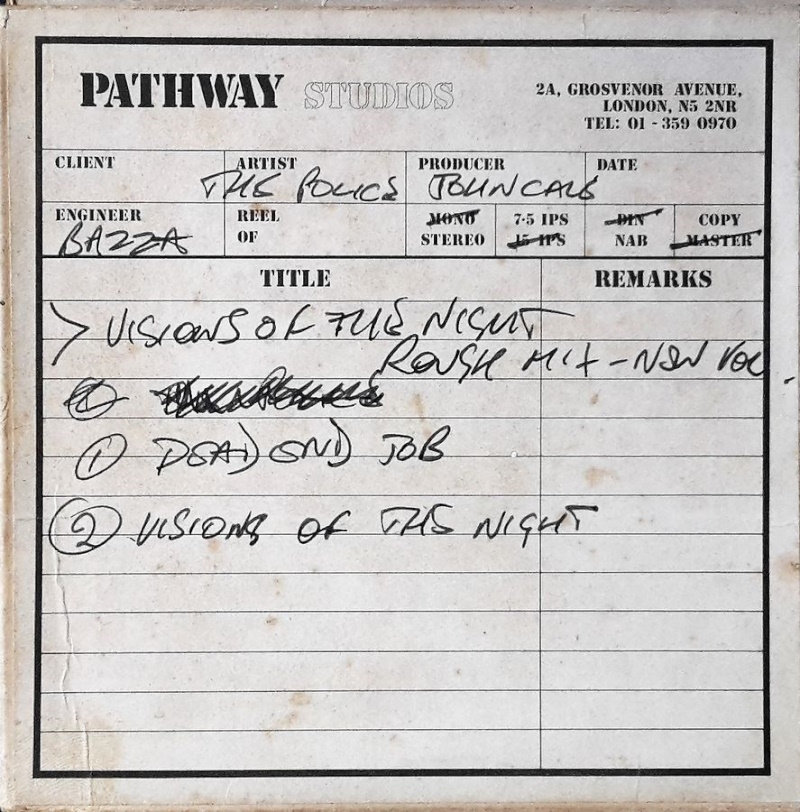 PATHWAY STUDIOS
2A, GROSVENOR AVENUE,
LONDON, N5 2NR
TEL: 01 - 359 0970
CLIENT ARTIST PRODUCER DATE
THE POLICE JOHN CALE
ENGINEER REEL MONO 7·5 IPS DIN COPY
BAZZA OF STEREO 15 IPS NAB MASTER
TITLE REMARKS
> VISIONS OF THE NIGHT
ROUGH MIX - NEW VOC
① DEAD END JOB
② VISIONS OF THE NIGHT